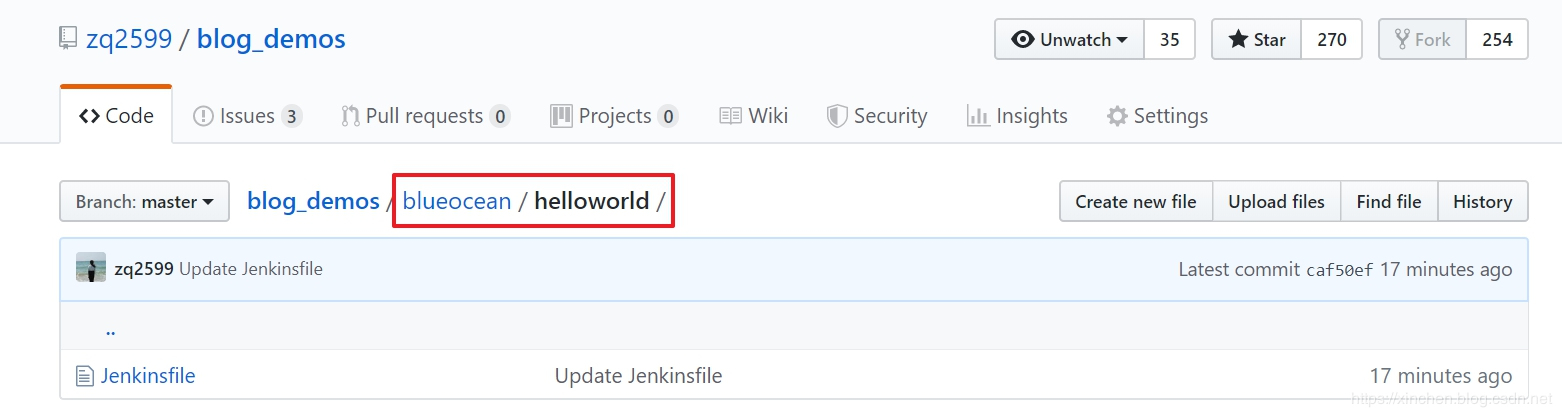 zq2599 / blog_demos
Unwatch 35 Star 270 Fork 254
Code Issues 3 Pull requests 0 Projects 0 Wiki Security Insights Settings
Branch: master blog_demos / blueocean / helloworld / Create new file Upload files Find file History
zq2599 Update Jenkinsfile Latest commit caf50ef 17 minutes ago
..
Jenkinsfile Update Jenkinsfile 17 minutes ago
https://xinchen.blog.csdn.net